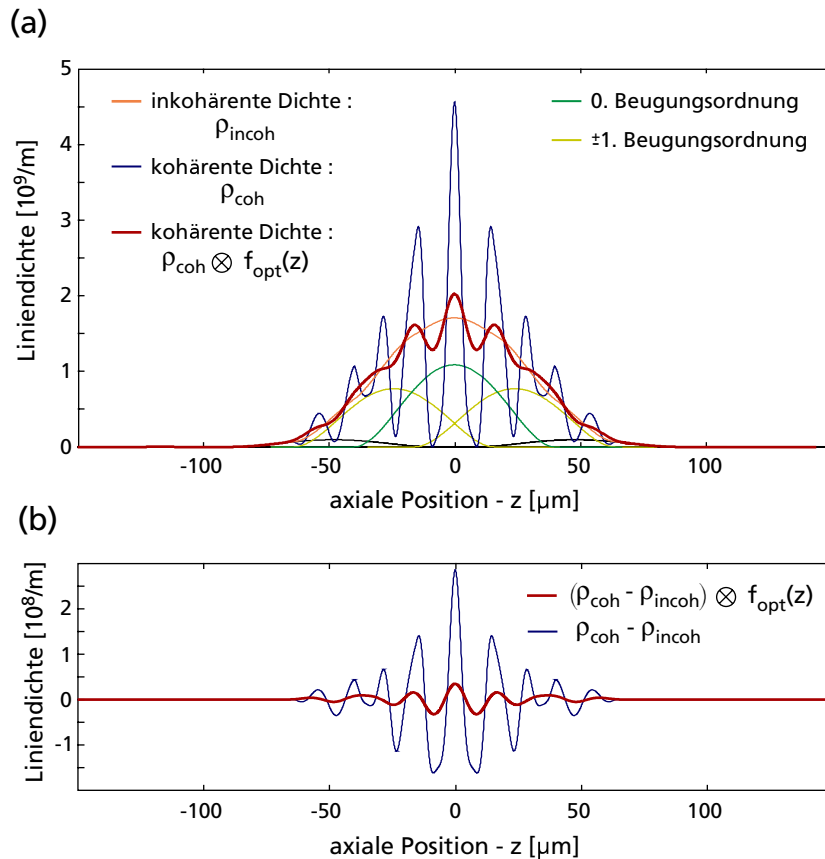 (a)
5
4
3
2
1
0
Liniendichte [10⁹/m]
inkohärente Dichte :
ρincoh
kohärente Dichte :
ρcoh
kohärente Dichte :
ρcoh ⊗ fopt(z)
0. Beugungsordnung
±1. Beugungsordnung
-100 -50 0 50 100
axiale Position - z [µm]
(b)
2
1
0
-1
Liniendichte [10⁸/m]
(ρcoh - ρincoh) ⊗ fopt(z)
ρcoh - ρincoh
-100 -50 0 50 100
axiale Position - z [µm]